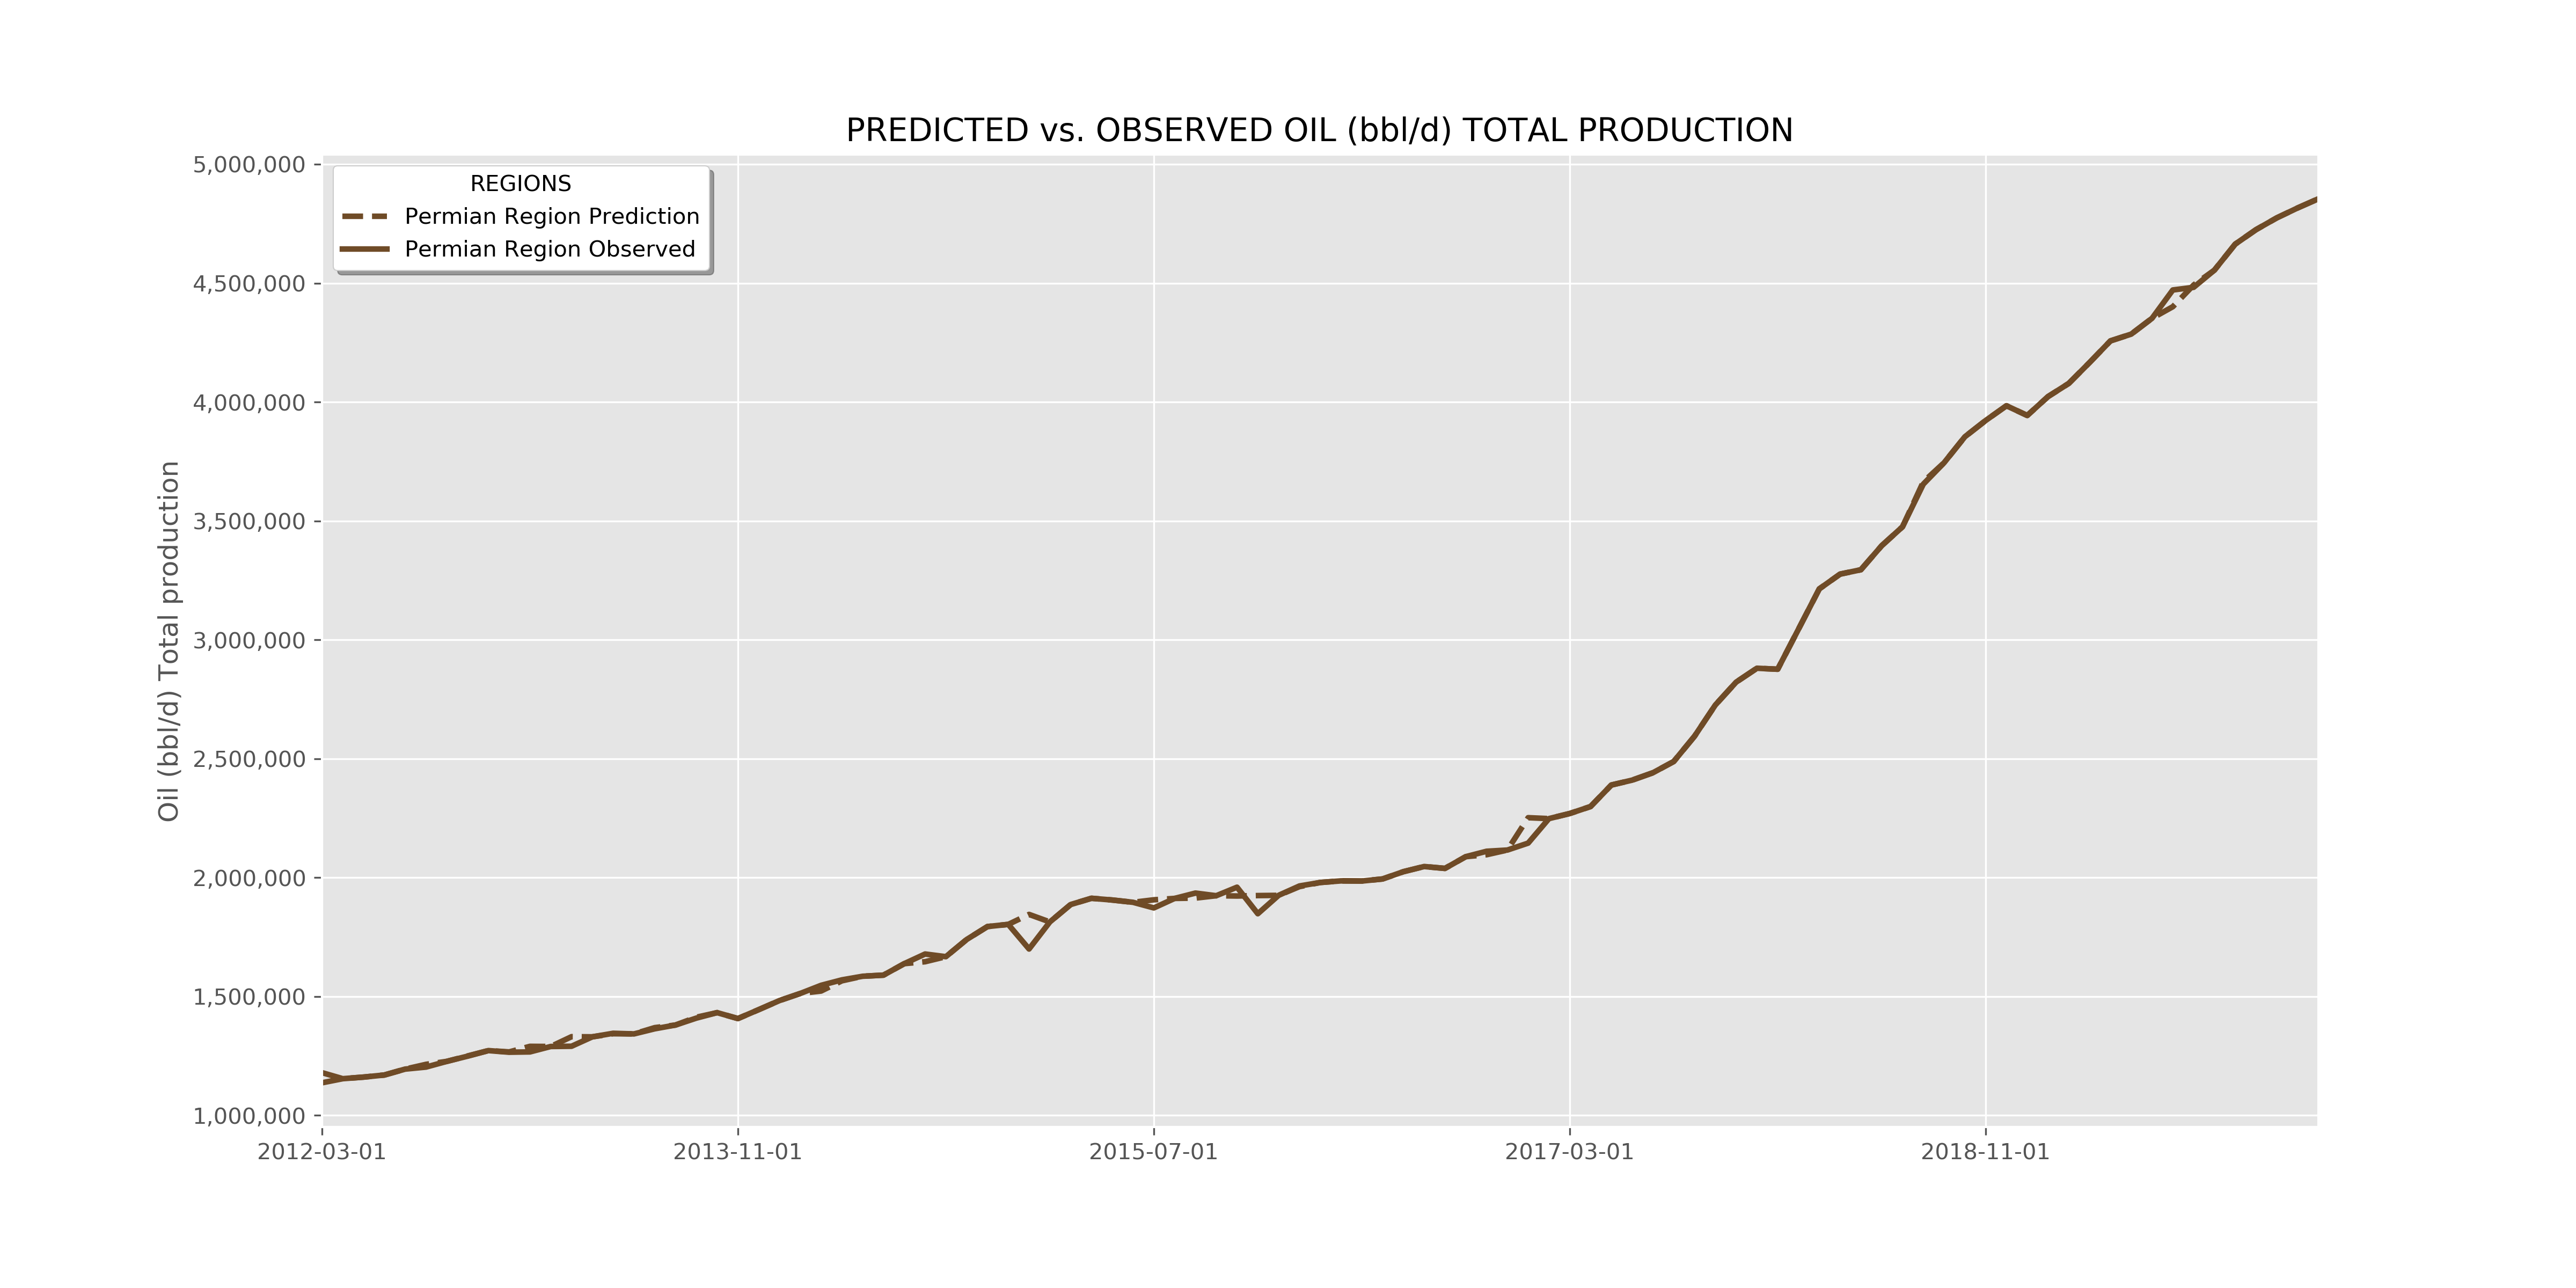 PREDICTED vs. OBSERVED OIL (bbl/d) TOTAL PRODUCTION
REGIONS
Permian Region Prediction
Permian Region Observed
Oil (bbl/d) Total production
5,000,000
4,500,000
4,000,000
3,500,000
3,000,000
2,500,000
2,000,000
1,500,000
1,000,000
2012-03-01 2013-11-01 2015-07-01 2017-03-01 2018-11-01